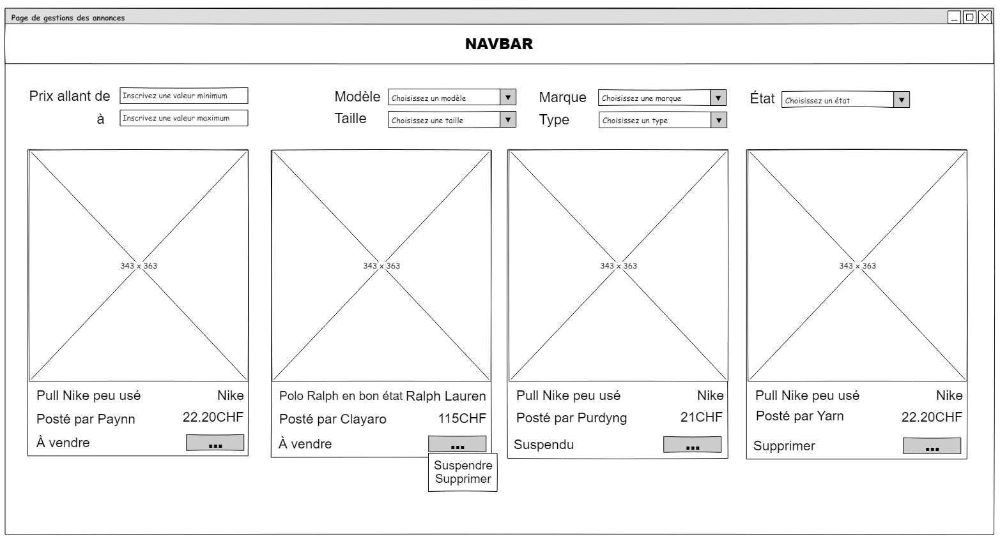 Page de gestions des annonces
NAVBAR
Prix allant de Inscrivez une valeur minimum
à Inscrivez une valeur maximum
Modèle Choisissez un modèle
Taille Choisissez une taille
Marque Choisissez une marque
Type Choisissez un type
État Choisissez un état
343 x 363
Pull Nike peu usé Nike
Posté par Paynn 22.20CHF
À vendre ...
343 x 363
Polo Ralph en bon état Ralph Lauren
Posté par Clayaro 115CHF
À vendre ...
Suspendre
Supprimer
343 x 363
Pull Nike peu usé Nike
Posté par Purdyng 21CHF
Suspendu ...
343 x 363
Pull Nike peu usé Nike
Posté par Yarn 22.20CHF
Supprimer ...